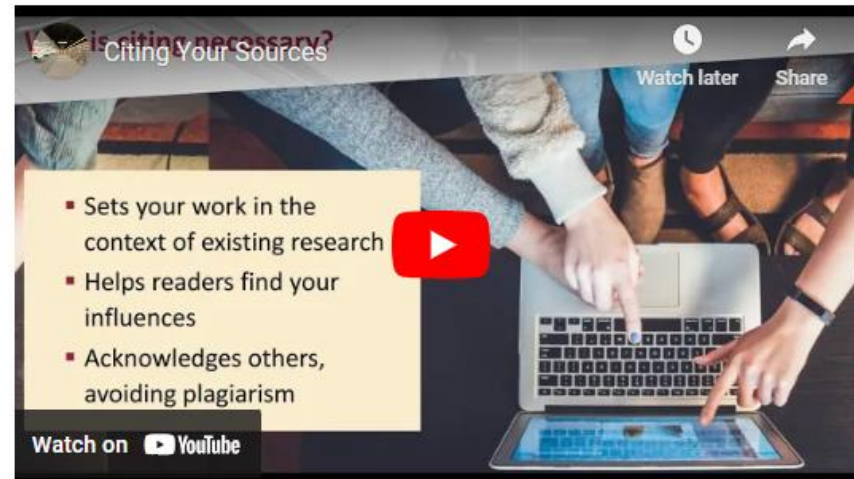 is citing necessary?
Citing Your Sources
Watch later
Share
▪ Sets your work in the
context of existing research
▪ Helps readers find your
influences
▪ Acknowledges others,
avoiding plagiarism
Watch on YouTube